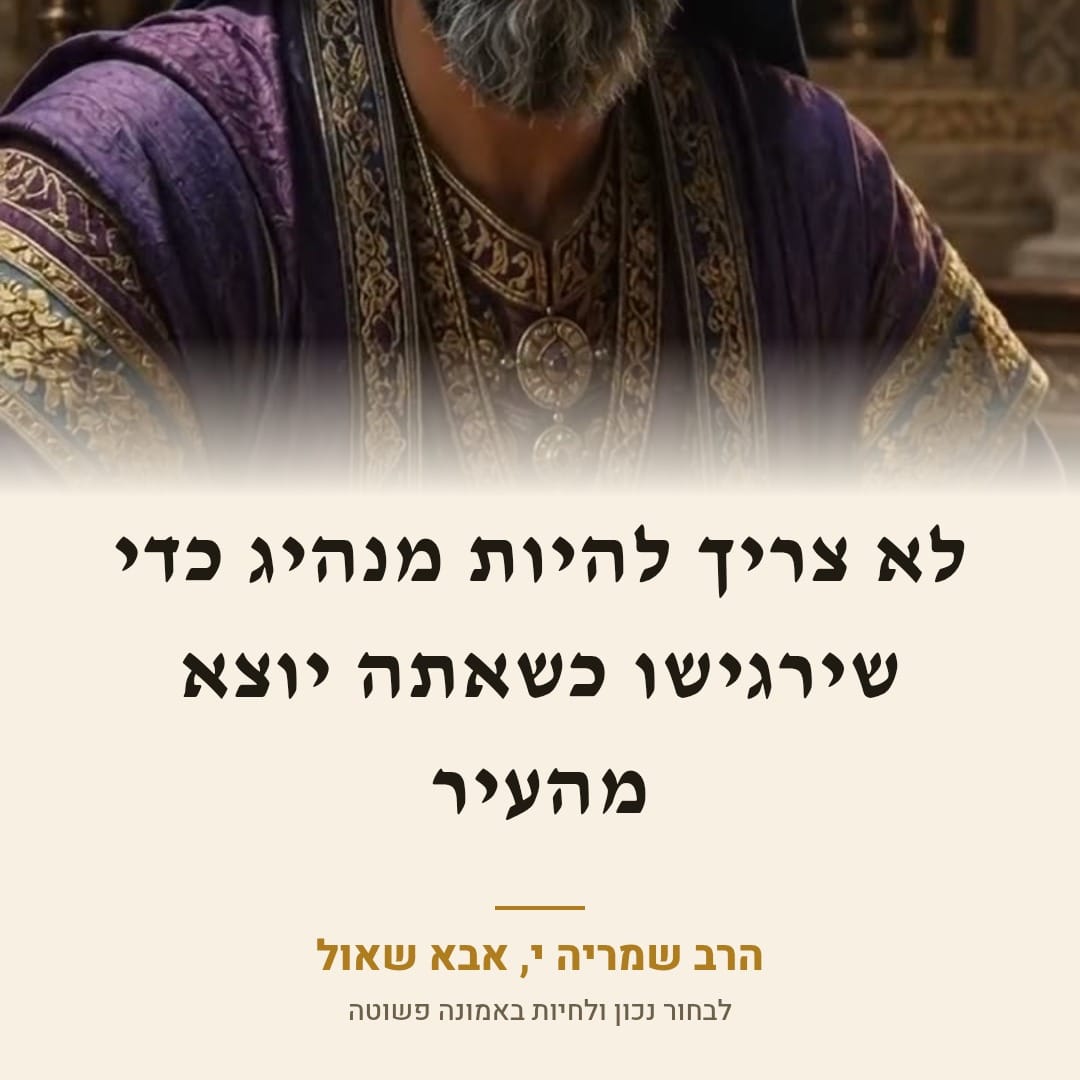 לא צריך להיות מנהיג כדי
שירגישו כשאתה יוצא
מהעיר
הרב שמריה י, אבא שאול
לבחור נכון ולחיות באמונה פשוטה